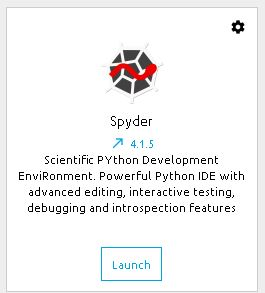 Spyder
4.1.5
Scientific PYthon Development
EnviRonment. Powerful Python IDE with
advanced editing, interactive testing,
debugging and introspection features
Launch